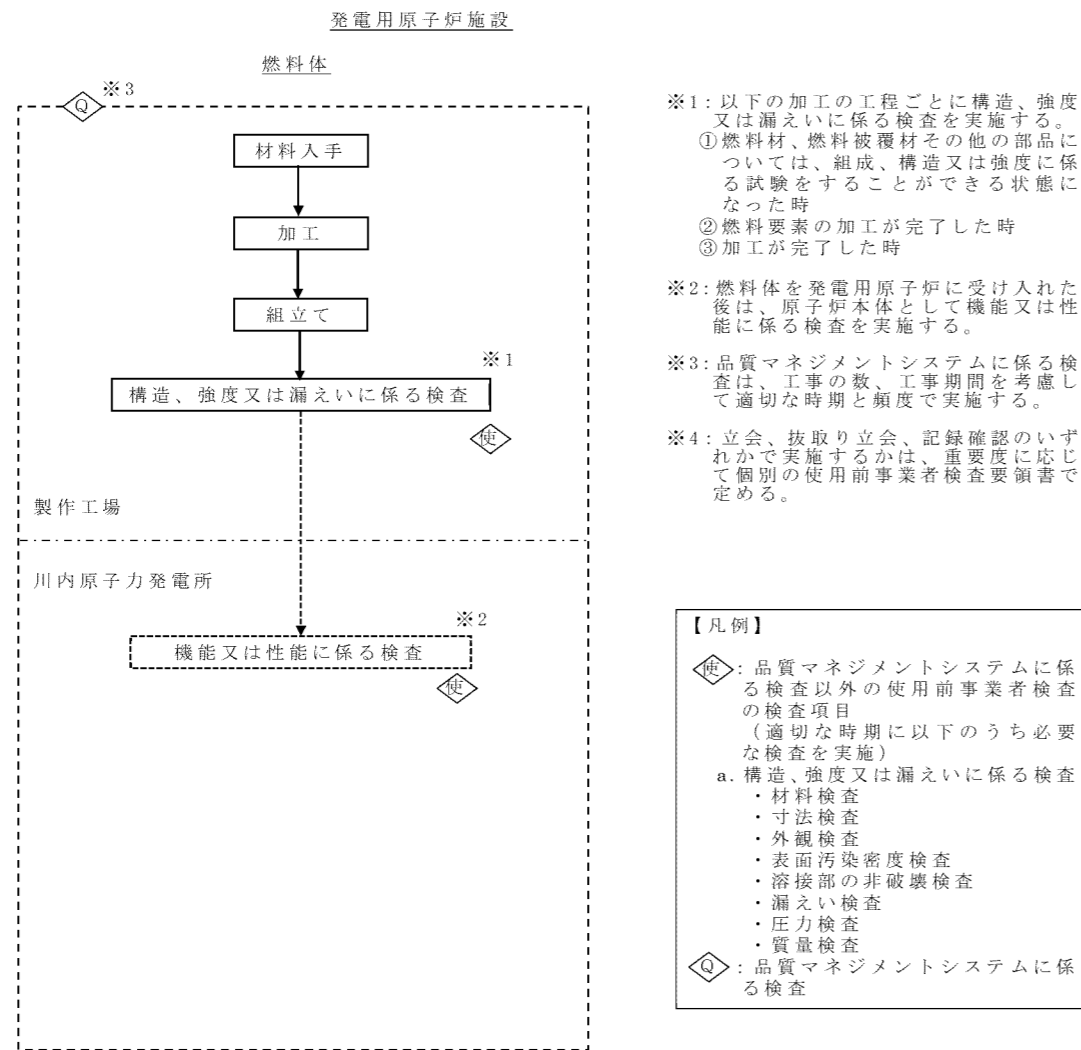 発電用原子炉施設
燃料体
Q
※3
材料入手
加工
組立て
※1
構造、強度又は漏えいに係る検査
使
製作工場
川内原子力発電所
※2
機能又は性能に係る検査
使
※1：以下の加工の工程ごとに構造、強度
又は漏えいに係る検査を実施する。
①燃料材、燃料被覆材その他の部品に
ついては、組成、構造又は強度に係
る試験をすることができる状態に
なった時
②燃料要素の加工が完了した時
③加工が完了した時
※2：燃料体を発電用原子炉に受け入れた
後は、原子炉本体として機能又は性
能に係る検査を実施する。
※3：品質マネジメントシステムに係る検
査は、工事の数、工事期間を考慮し
て適切な時期と頻度で実施する。
※4：立会、抜取り立会、記録確認のいず
れかで実施するかは、重要度に応じ
て個別の使用前事業者検査要領書で
定める。
【凡例】
使：品質マネジメントシステムに係
る検査以外の使用前事業者検査
の検査項目
（適切な時期に以下のうち必要
な検査を実施）
a. 構造、強度又は漏えいに係る検査
・材料検査
・寸法検査
・外観検査
・表面汚染密度検査
・溶接部の非破壊検査
・漏えい検査
・圧力検査
・質量検査
Q：品質マネジメントシステムに係
る検査